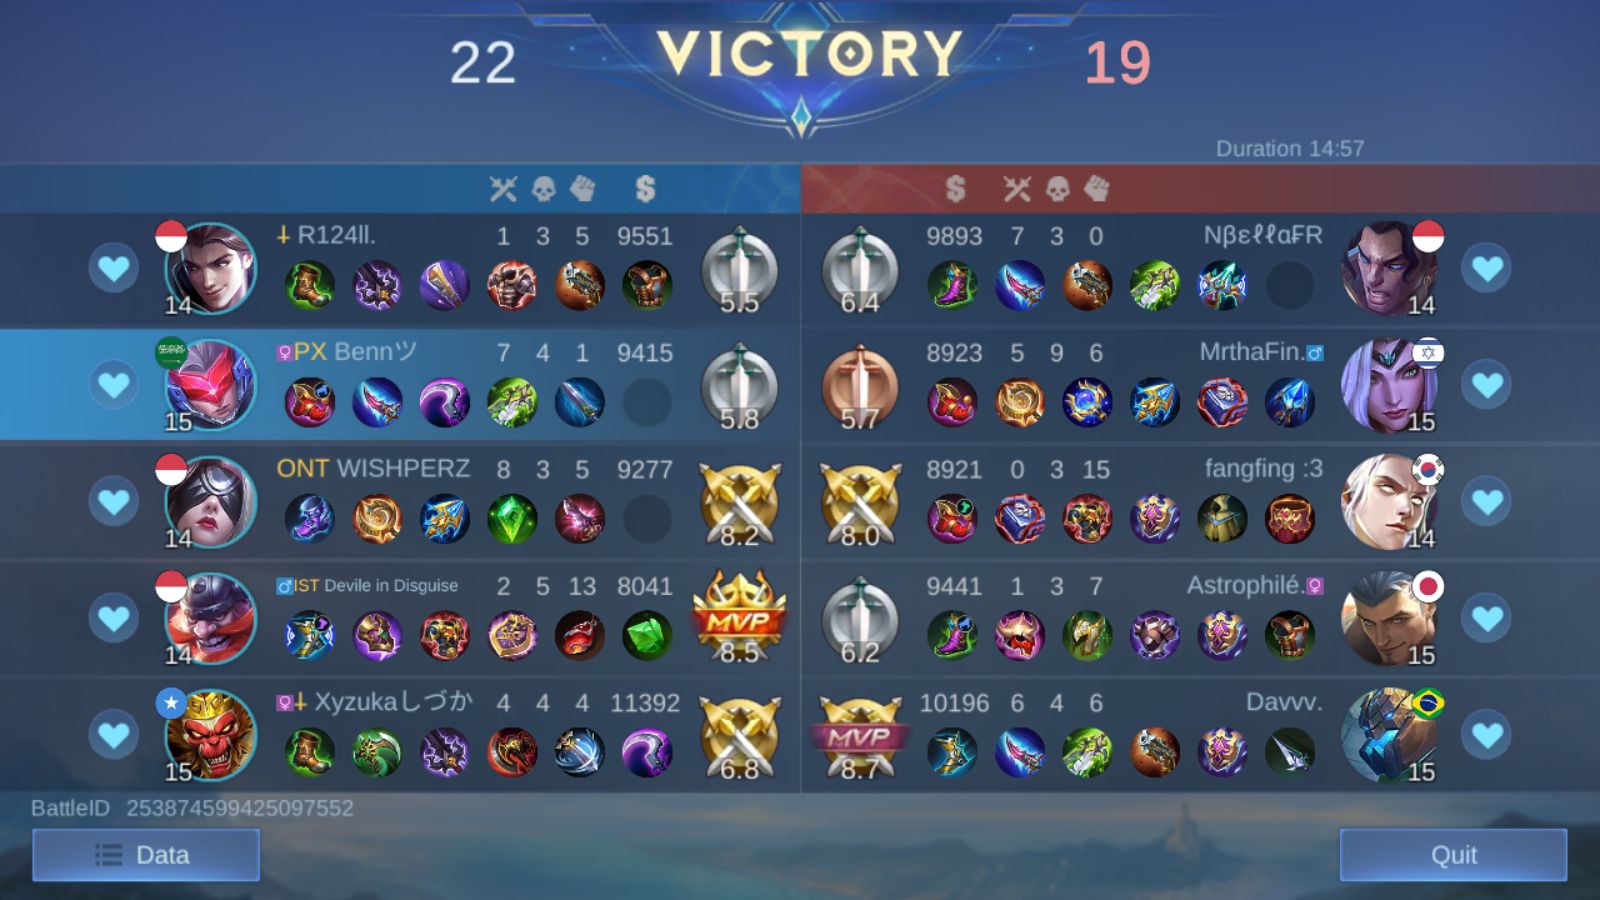 22 VICTORY 19
Duration 14:57
R124ll. 1 3 5 9551 5.5
14
9893 7 3 0 NβεℓℓαFR 6.4
14
PX Bennツ 7 4 1 9415 5.8
15
8923 5 9 6 MrthaFin. 5.7
15
ONT WISHPERZ 8 3 5 9277 8.2
14
8921 0 3 15 fangfing :3 8.0
14
IST Devile in Disguise 2 5 13 8041 MVP 8.5
14
9441 1 3 7 Astrophilé. 6.2
15
Xyzukaしづか 4 4 4 11392 6.8
15
10196 6 4 6 Davvv. MVP 8.7
15
BattleID 253874599425097552
Data Quit